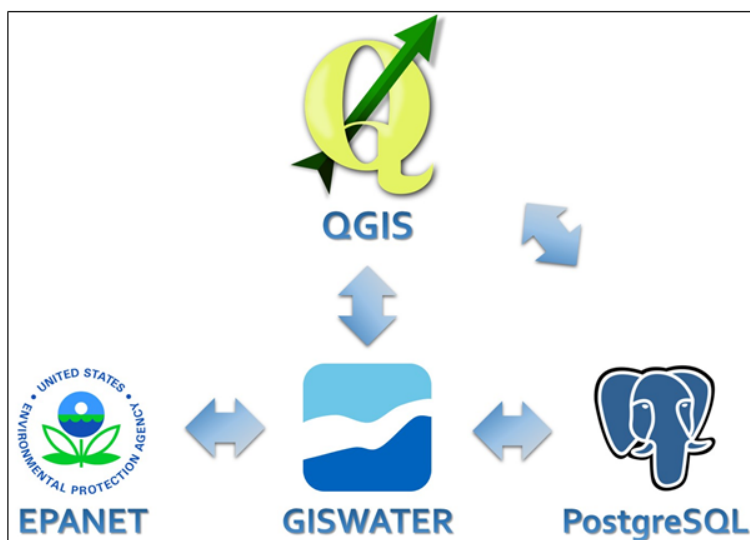 QGIS
UNITED STATES
ENVIRONMENTAL PROTECTION AGENCY
EPANET
GISWATER
PostgreSQL